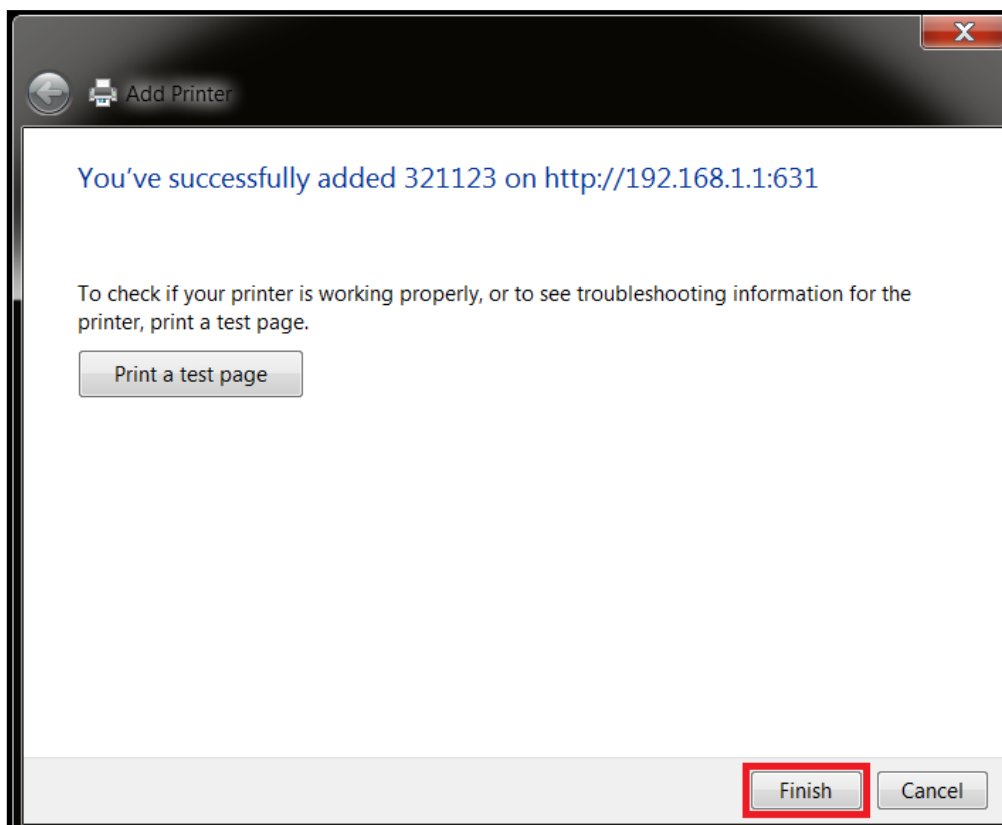 Add Printer
You've successfully added 321123 on http://192.168.1.1:631
To check if your printer is working properly, or to see troubleshooting information for the
printer, print a test page.
Print a test page
Finish
Cancel